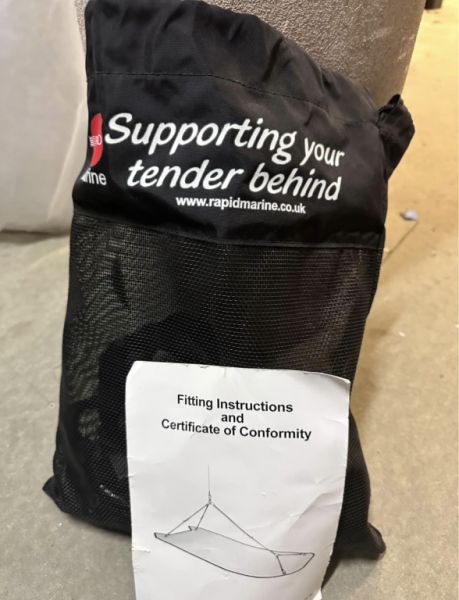 Supporting your
tender behind
www.rapidmarine.co.uk
Fitting Instructions
and
Certificate of Conformity